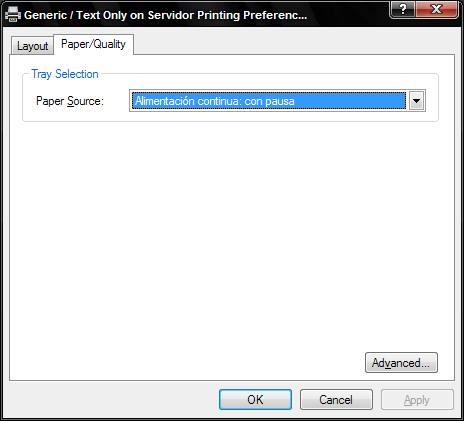 Generic / Text Only on Servidor Printing Preferenc...
?
X
Layout
Paper/Quality
Tray Selection
Paper Source:
Alimentación continua: con pausa
Advanced...
OK
Cancel
Apply